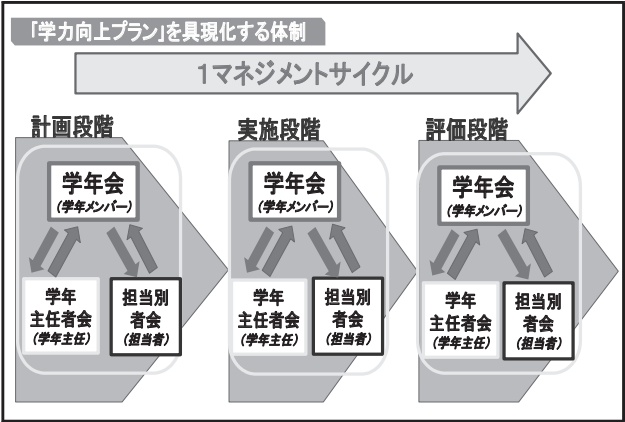 「学力向上プラン」を具現化する体制
1マネジメントサイクル
計画段階
学年会
(学年メンバー)
学年
主任者会
(学年主任)
担当別
者会
(担当者)
実施段階
学年会
(学年メンバー)
学年
主任者会
(学年主任)
担当別
者会
(担当者)
評価段階
学年会
(学年メンバー)
学年
主任者会
(学年主任)
担当別
者会
(担当者)